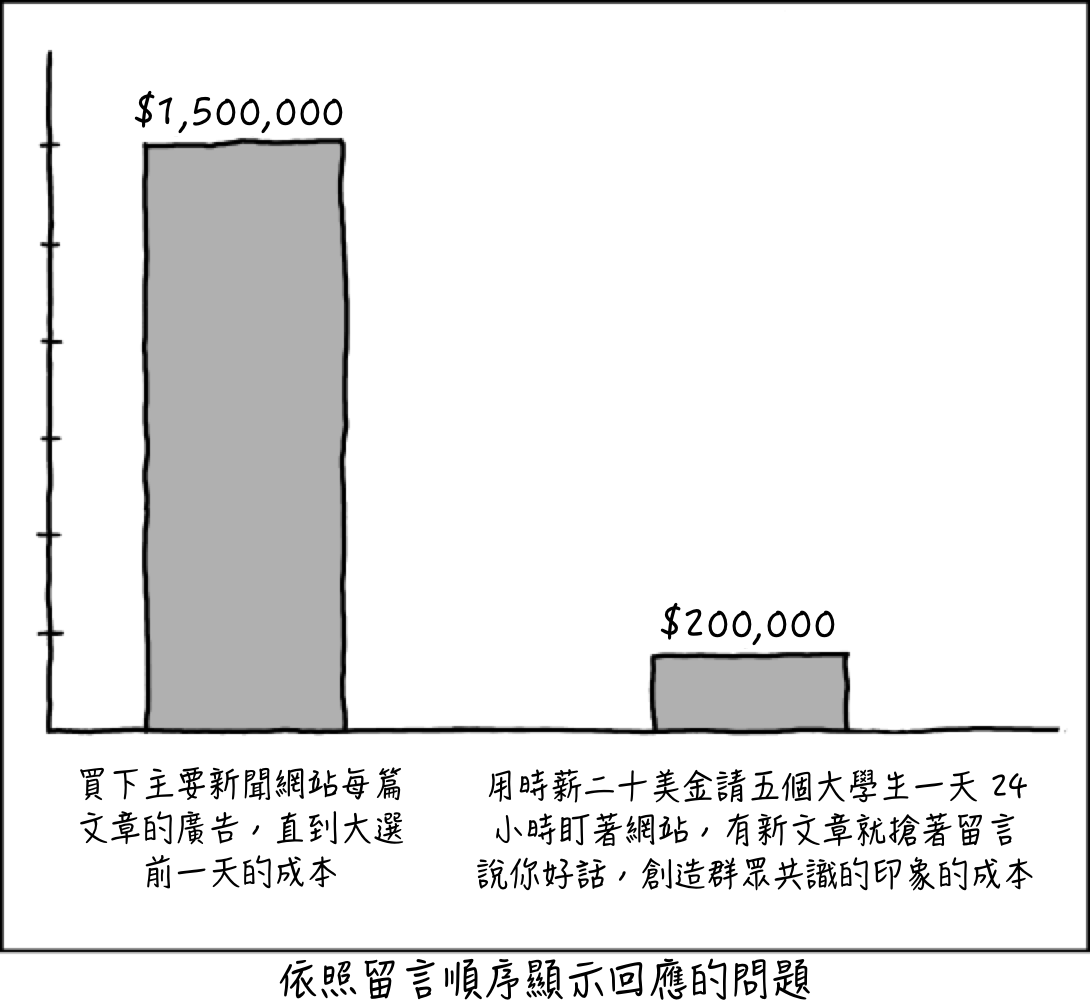 $1,500,000
$200,000
買下主要新聞網站每篇
文章的廣告，直到大選
前一天的成本
用時薪二十美金請五個大學生一天 24
小時盯著網站，有新文章就搶著留言
說你好話，創造群眾共識的印象的成本
依照留言順序顯示回應的問題